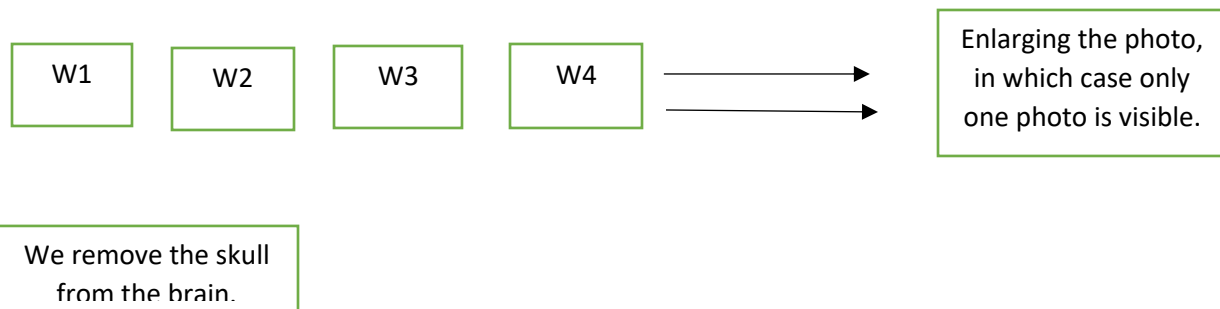 W1
W2
W3
W4
Enlarging the photo,
in which case only
one photo is visible.
We remove the skull
from the brain.